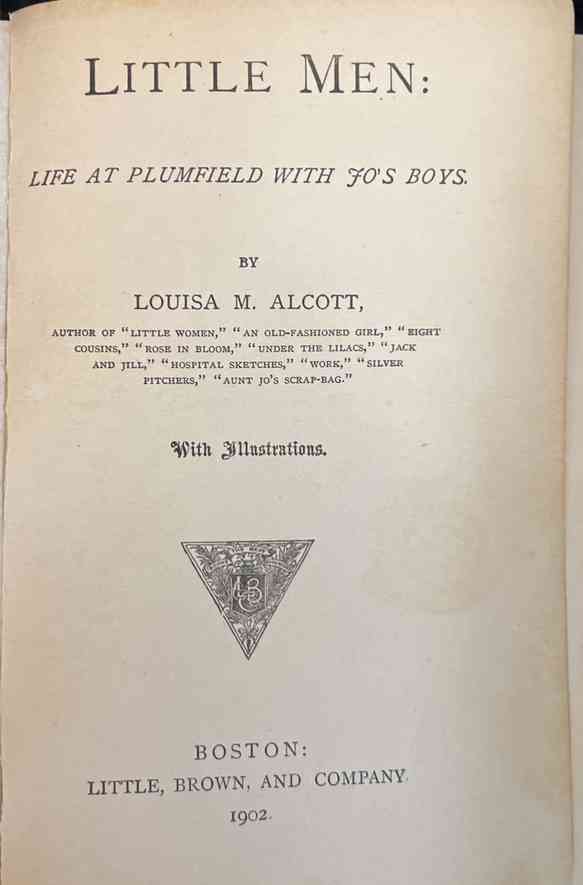 LITTLE MEN:
LIFE AT PLUMFIELD WITH JO'S BOYS.
BY
LOUISA M. ALCOTT,
AUTHOR OF "LITTLE WOMEN," "AN OLD-FASHIONED GIRL," "EIGHT
COUSINS," "ROSE IN BLOOM," "UNDER THE LILACS," "JACK
AND JILL," "HOSPITAL SKETCHES," "WORK," "SILVER
PITCHERS," "AUNT JO'S SCRAP-BAG."
With Illustrations.
BOSTON:
LITTLE, BROWN, AND COMPANY.
1902.